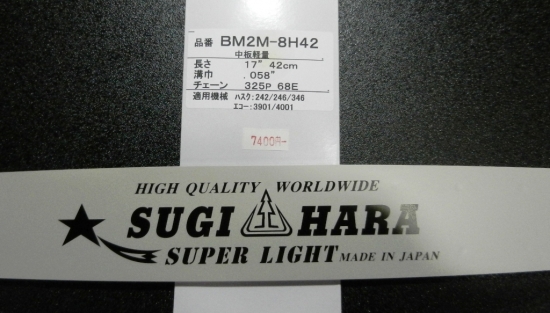 品番 BM2M-8H42
中板軽量
長さ 17" 42cm
溝巾 .058"
チェーン 325P 68E
適用機械 ハスク:242/246/346
エコー:3901/4001
7400円-
HIGH QUALITY WORLDWIDE
SUGI HARA
SUPER LIGHT MADE IN JAPAN